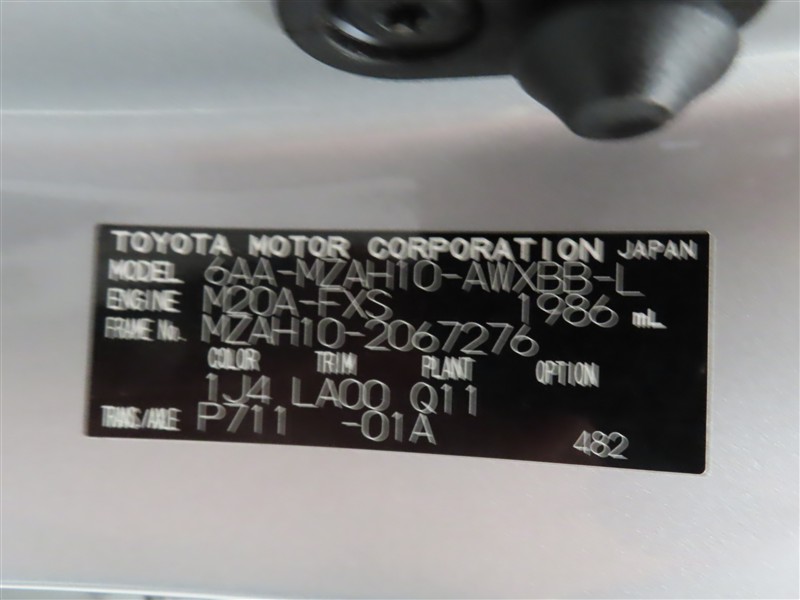 TOYOTA MOTOR CORPORATION JAPAN
MODEL 6AA-MZAH10-AWXBB-L
ENGINE M20A-FXS 1986 mL
FRAME No. MZAH10-2067276
COLOR TRIM PLANT OPTION
1J4 LA00 Q11
TRANS/AXLE P711 -01A
482